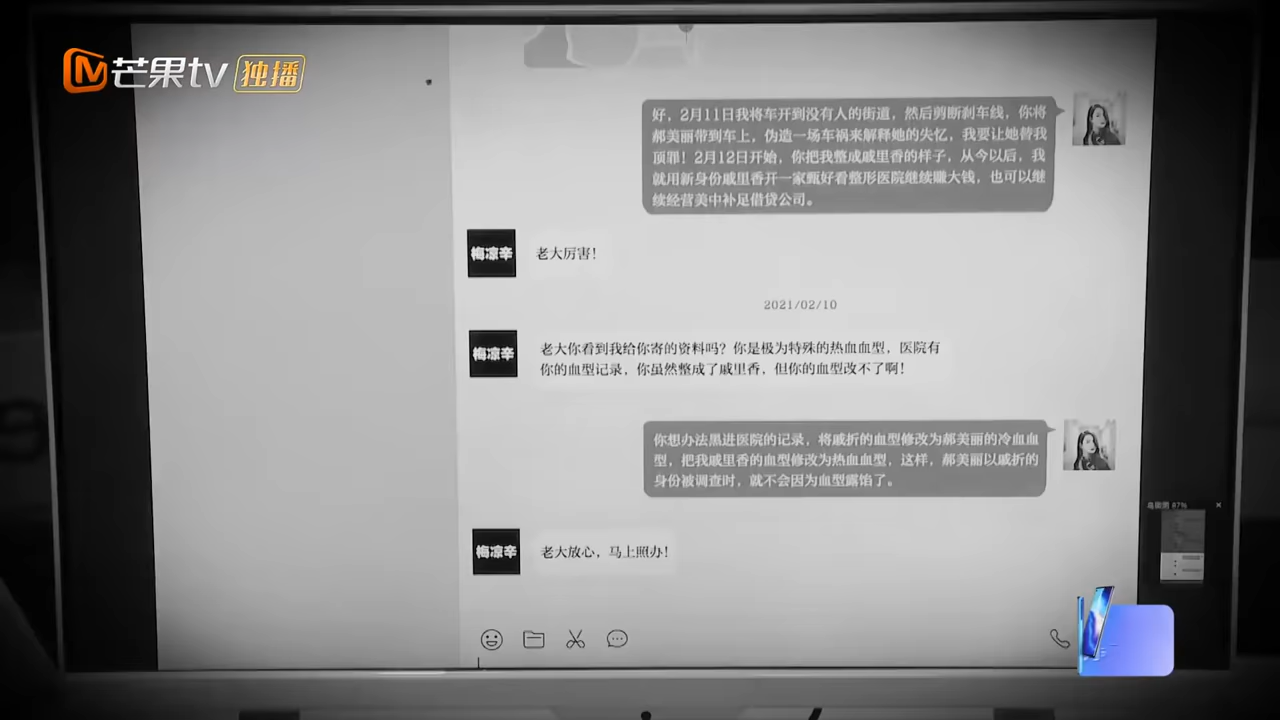 芒果tv 独播
好，2月11日我将车开到没有人的街道，然后剪断刹车线，你将
郝美丽带到车上，伪造一场车祸来解释她的失忆，我要让她替我
顶罪！2月12日开始，你把我整成戚里香的样子，从今以后，我
就用新身份戚里香开一家甄好看整形医院继续赚大钱，也可以继
续经营美中补足借贷公司。
梅凉辛
老大厉害！
2021/02/10
梅凉辛
老大你看到我给你寄的资料吗？你是极为特殊的热血血型，医院有
你的血型记录，你虽然整成了戚里香，但你的血型改不了啊！
你想办法黑进医院的记录，将戚折的血型修改为郝美丽的冷血血
型，把我戚里香的血型修改为热血血型，这样，郝美丽以戚折的
身份被调查时，就不会因为血型露馅了。
梅凉辛
老大放心，马上照办！
87%